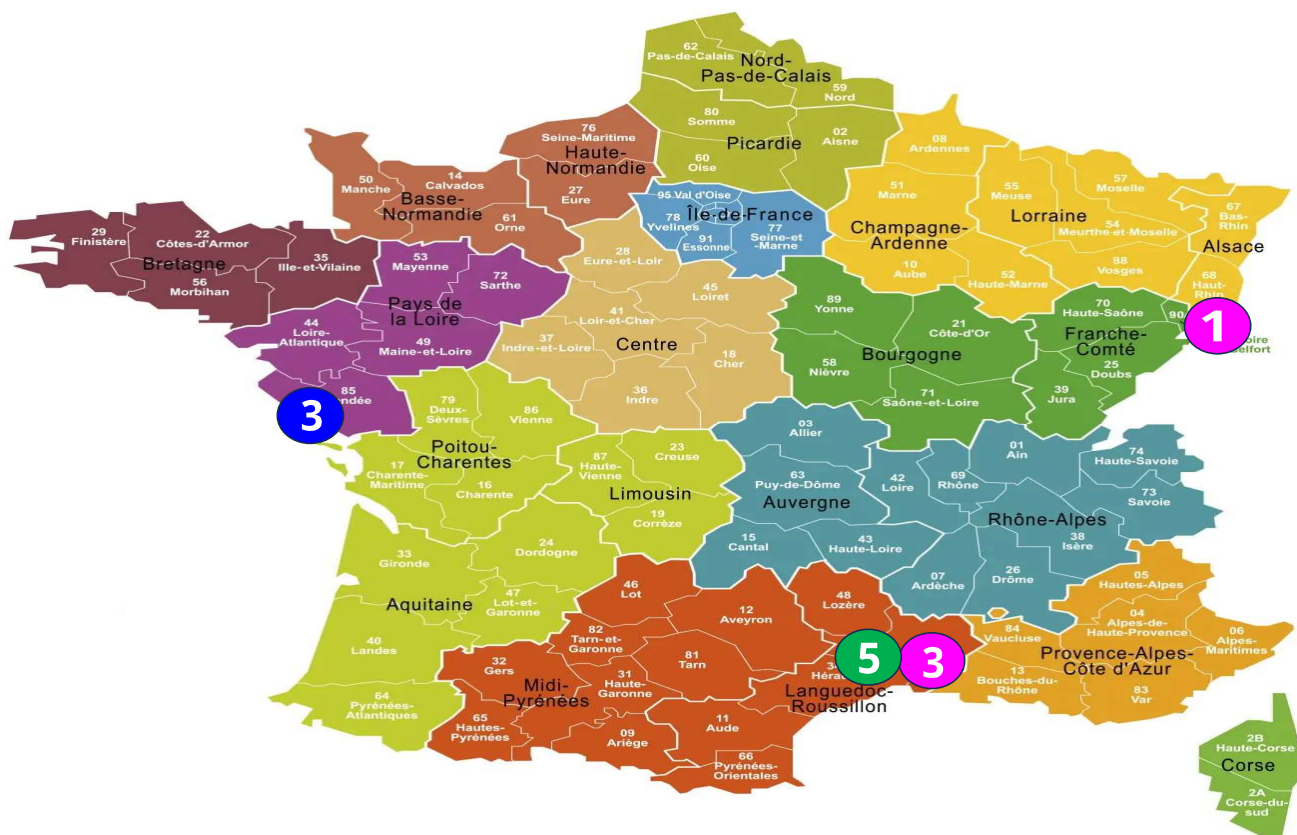 62
Pas-de-Calais
Nord-
Pas-de-Calais
59
Nord
80
Somme
02
Aisne
Picardie
60
Oise
76
Seine-Maritime
Haute-
Normandie
27
Eure
50
Manche
14
Calvados
Basse-
Normandie
61
Orne
08
Ardennes
51
Marne
Champagne-
Ardenne
10
Aube
52
Haute-Marne
55
Meuse
57
Moselle
Lorraine
54
Meurthe-et-Moselle
88
Vosges
67
Bas-
Rhin
Alsace
68
Haut-
Rhin
95 Val d'Oise
Île-de-France
78
Yvelines
91
Essonne
77
Seine-et
-Marne
29
Finistère
22
Côtes-d'Armor
35
Ille-et-Vilaine
Bretagne
56
Morbihan
53
Mayenne
72
Sarthe
Pays de
la Loire
44
Loire-
Atlantique
49
Maine-et-Loire
85
3
28
Eure-et-Loir
45
Loiret
41
Loir-et-Cher
37
Indre-et-Loire
Centre
18
Cher
36
Indre
89
Yonne
21
Côte-d'Or
Bourgogne
58
Nièvre
71
Saône-et-Loire
70
Haute-Saône
90
1
Franche-
Comté
25
Doubs
39
Jura
79
Deux-
Sèvres
86
Vienne
Poitou-
Charentes
17
Charente-
Maritime
16
Charente
87
Haute-
Vienne
23
Creuse
Limousin
19
Corrèze
03
Allier
63
Puy-de-Dôme
Auvergne
15
Cantal
43
Haute-Loire
42
Loire
69
Rhône
01
Ain
74
Haute-Savoie
73
Savoie
Rhône-Alpes
38
Isère
07
Ardèche
26
Drôme
33
Gironde
24
Dordogne
47
Lot-et-
Garonne
Aquitaine
40
Landes
64
Pyrénées-
Atlantiques
46
Lot
12
Aveyron
82
Tarn-et-
Garonne
32
Gers
81
Tarn
31
Haute-
Garonne
Midi-
Pyrénées
65
Hautes-
Pyrénées
09
Ariège
48
Lozère
5
3
Languedoc-
Roussillon
11
Aude
66
Pyrénées-
Orientales
05
Hautes-Alpes
84
Vaucluse
04
Alpes-de-
Haute-Provence
06
Alpes-
Maritimes
Provence-Alpes-
Côte d'Azur
13
Bouches-du-
Rhône
83
Var
2B
Haute-Corse
Corse
2A
Corse-du-
sud